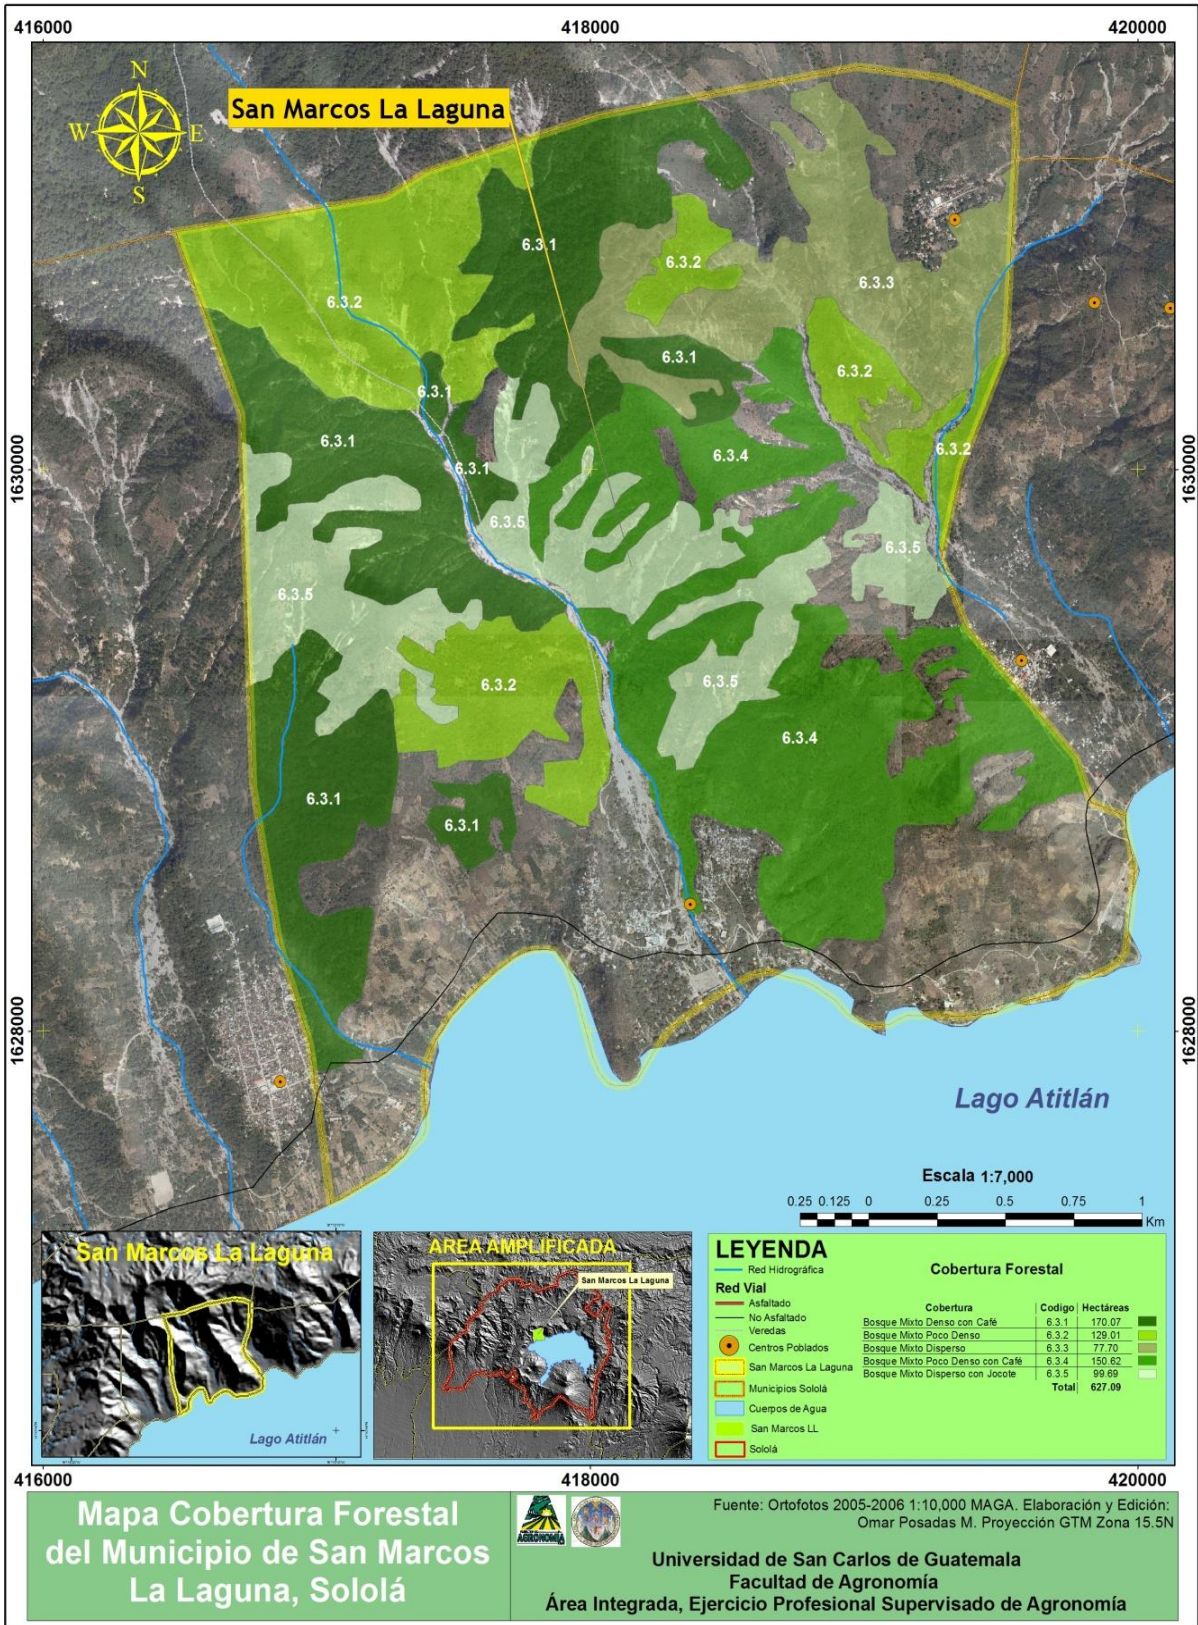 416000
418000
420000
N
W
E
S
San Marcos La Laguna
6.3.1
6.3.2
6.3.3
6.3.2
6.3.1
6.3.2
6.3.1
6.3.1
6.3.4
6.3.2
6.3.1
6.3.5
6.3.5
6.3.5
6.3.2
6.3.5
6.3.4
6.3.1
6.3.1
1630000
1630000
1628000
1628000
Lago Atitlán
Escala 1:7,000
0.25 0.125 0 0.25 0.5 0.75 1
Km
San Marcos La Laguna
Lago Atitlán
AREA AMPLIFICADA
San Marcos La Laguna
LEYENDA
Red Hidrográfica
Red Vial
Asfaltado
No Asfaltado
Veredas
Centros Poblados
San Marcos La Laguna
Municipios Sololá
Cuerpos de Agua
San Marcos LL
Sololá
Cobertura Forestal
Cobertura Codigo Hectáreas
Bosque Mixto Denso con Café 6.3.1 170.07
Bosque Mixto Poco Denso 6.3.2 129.01
Bosque Mixto Disperso 6.3.3 77.70
Bosque Mixto Poco Denso con Café 6.3.4 150.62
Bosque Mixto Disperso con Jocote 6.3.5 99.69
Total 627.09
416000
418000
420000
Mapa Cobertura Forestal
del Municipio de San Marcos
La Laguna, Sololá
AGRONOMÍA
Fuente: Ortofotos 2005-2006 1:10,000 MAGA. Elaboración y Edición:
Omar Posadas M. Proyección GTM Zona 15.5N
Universidad de San Carlos de Guatemala
Facultad de Agronomía
Área Integrada, Ejercicio Profesional Supervisado de Agronomía